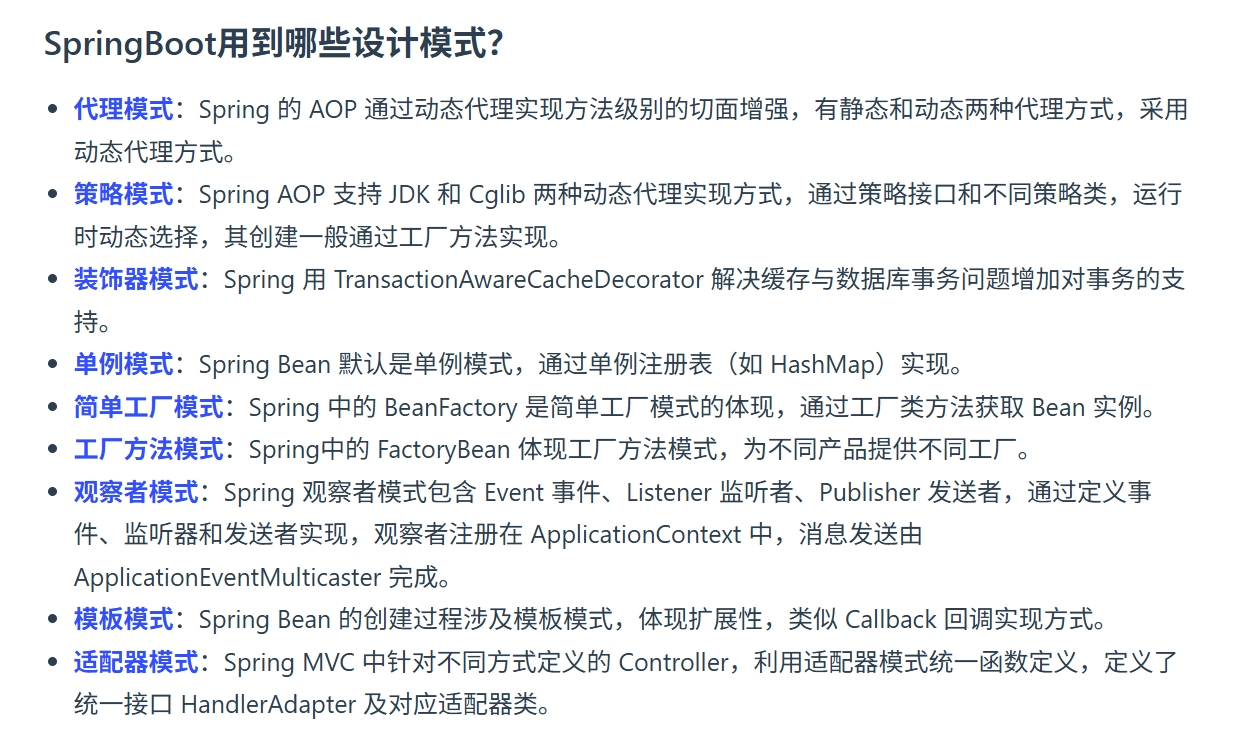 SpringBoot用到哪些设计模式？
代理模式：Spring 的 AOP 通过动态代理实现方法级别的切面增强，有静态和动态两种代理方式，采用
动态代理方式。
策略模式：Spring AOP 支持 JDK 和 Cglib 两种动态代理实现方式，通过策略接口和不同策略类，运行
时动态选择，其创建一般通过工厂方法实现。
装饰器模式：Spring 用 TransactionAwareCacheDecorator 解决缓存与数据库事务问题增加对事务的支
持。
单例模式：Spring Bean 默认是单例模式，通过单例注册表（如 HashMap）实现。
简单工厂模式：Spring 中的 BeanFactory 是简单工厂模式的体现，通过工厂类方法获取 Bean 实例。
工厂方法模式：Spring中的 FactoryBean 体现工厂方法模式，为不同产品提供不同工厂。
观察者模式：Spring 观察者模式包含 Event 事件、Listener 监听者、Publisher 发送者，通过定义事
件、监听器和发送者实现，观察者注册在 ApplicationContext 中，消息发送由
ApplicationEventMulticaster 完成。
模板模式：Spring Bean 的创建过程涉及模板模式，体现扩展性，类似 Callback 回调实现方式。
适配器模式：Spring MVC 中针对不同方式定义的 Controller，利用适配器模式统一函数定义，定义了
统一接口 HandlerAdapter 及对应适配器类。